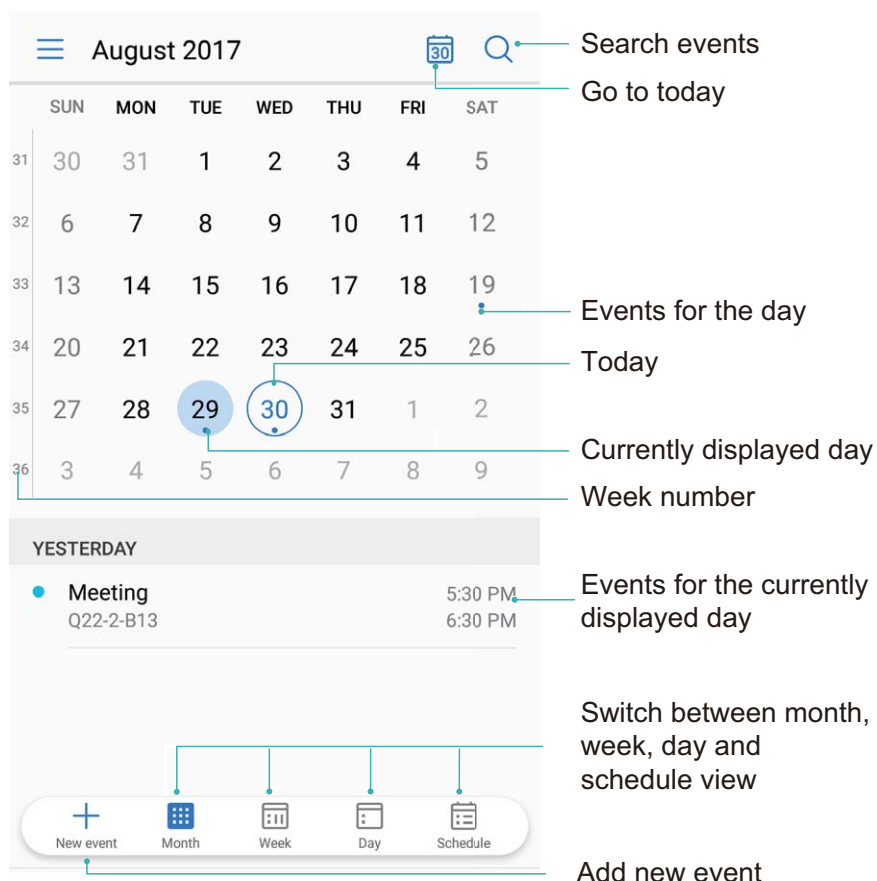 August 2017
30
Search events
Go to today
SUN MON TUE WED THU FRI SAT
31 30 31 1 2 3 4 5
32 6 7 8 9 10 11 12
33 13 14 15 16 17 18 19
Events for the day
34 20 21 22 23 24 25 26
Today
35 27 28 29 30 31 1 2
Currently displayed day
36 3 4 5 6 7 8 9
Week number
YESTERDAY
Meeting 5:30 PM
Q22-2-B13 6:30 PM
Events for the currently
displayed day
Switch between month,
week, day and
schedule view
New event Month Week Day Schedule
Add new event